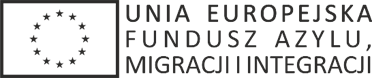 UNIA EUROPEJSKA
FUNDUSZ AZYLU,
MIGRACJI I INTEGRACJI